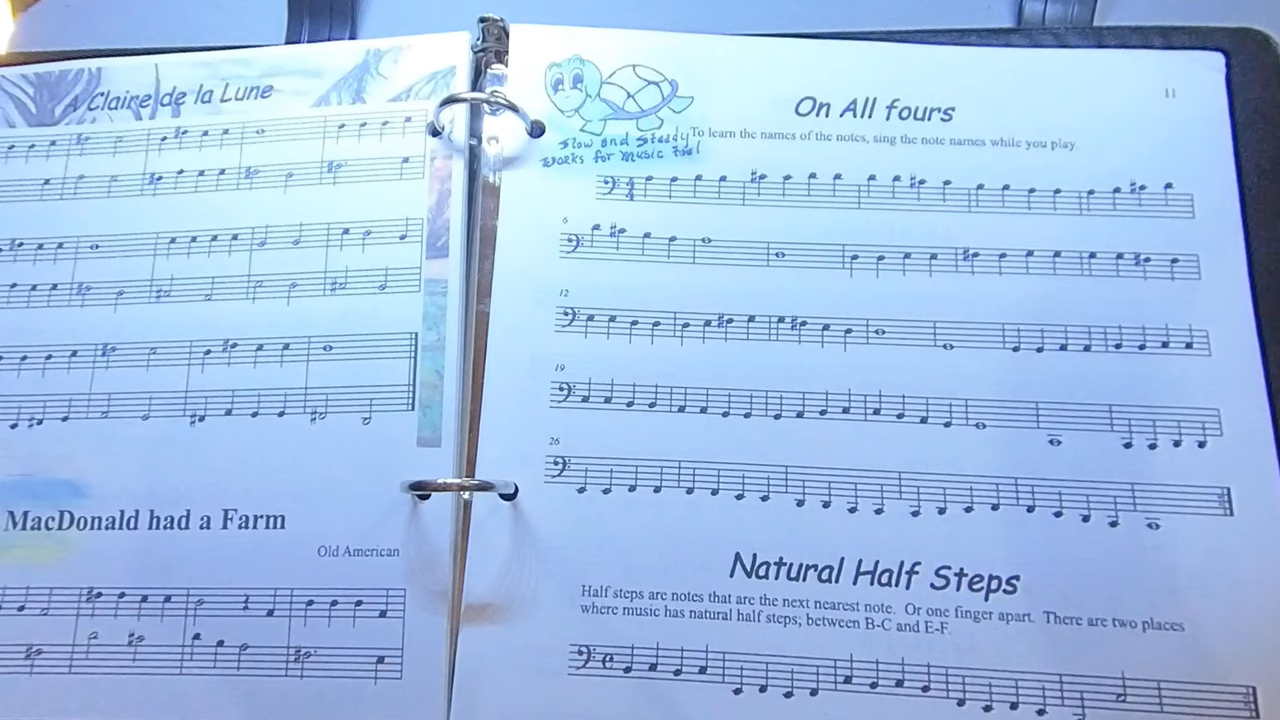 A Claire de la Lune
MacDonald had a Farm
Old American
11
On All fours
Slow and Steady
Works for Music too!
To learn the names of the notes, sing the note names while you play.
6
12
19
26
Natural Half Steps
Half steps are notes that are the next nearest note. Or one finger apart. There are two places
where music has natural half steps; between B-C and E-F.